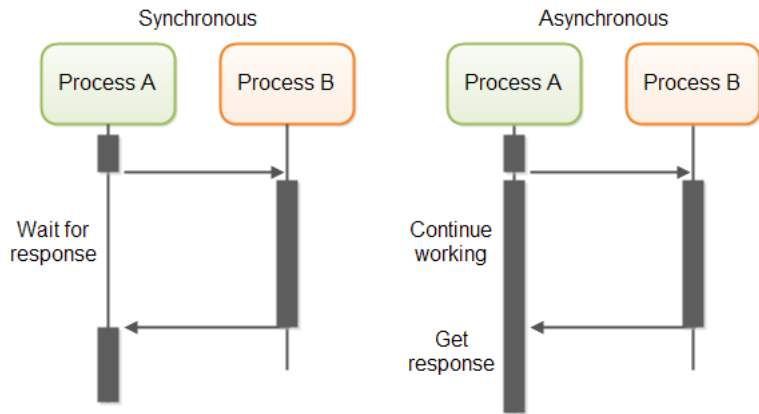 Synchronous
Asynchronous
Process A
Process B
Process A
Process B
Wait for
response
Continue
working
Get
response